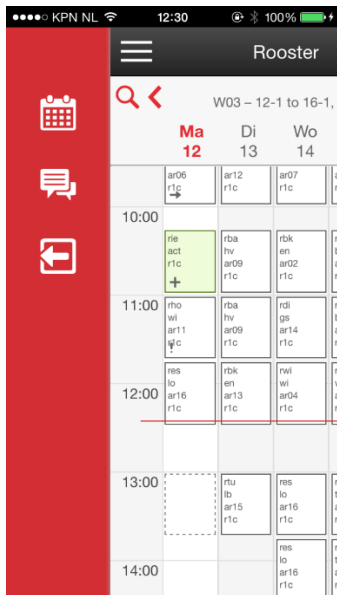 KPN NL 12:30 100%
Rooster
W03 – 12-1 to 16-1,
Ma Di Wo
12 13 14
ar06 ar12 ar07
r1c r1c r1c
10:00
rie rba rbk
act hv en
r1c ar09 ar02
r1c r1c
11:00
rho rba rdi
wi hv gs
ar11 ar09 ar14
r1c r1c r1c
res rbk rwi
lo en wi
12:00 ar16 ar13 ar04
r1c r1c r1c
13:00
rtu res
lb lo
ar15 ar16
r1c r1c
res
lo
14:00 ar16
r1c